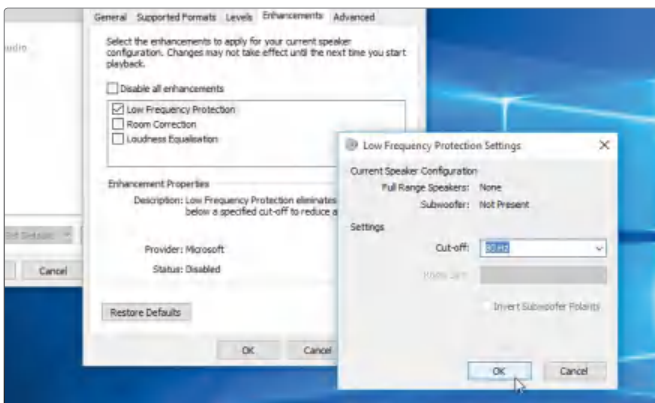 General Supported Formats Levels Enhancements Advanced
Select the enhancements to apply for your current speaker
configuration. Changes may not take effect until the next time you start
playback.
Disable all enhancements
Low Frequency Protection
Room Correction
Loudness Equalisation
Enhancement Properties
Description: Low Frequency Protection eliminates
below a specified cut-off to reduce a
Provider: Microsoft
Status: Disabled
Restore Defaults
OK Cancel
Cancel
Low Frequency Protection Settings
Current Speaker Configuration
Full Range Speakers: None
Subwoofer: Not Present
Settings
Cut-off:
Invert Subwoofer Polarity
OK Cancel